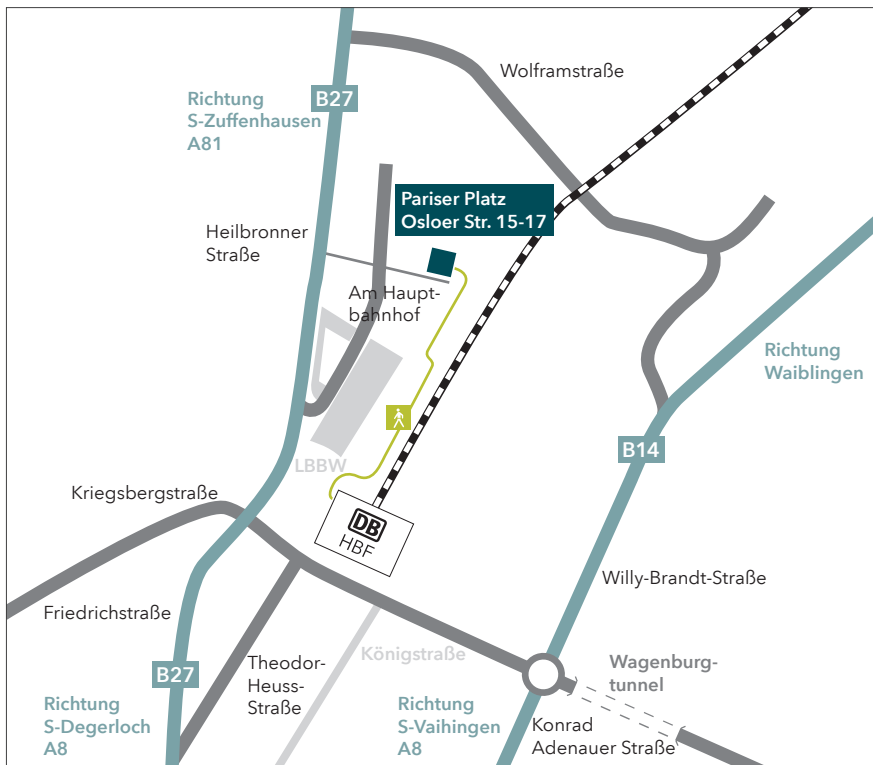 Wolframstraße
Richtung
S-Zuffenhausen
A81
B27
Pariser Platz
Osloer Str. 15-17
Heilbronner
Straße
Am Haupt-
bahnhof
Richtung
Waiblingen
B14
LBBW
Kriegsbergstraße
DB
HBF
Willy-Brandt-Straße
Friedrichstraße
Königstraße
Wagenburg-
tunnel
B27
Theodor-
Heuss-
Straße
Richtung
S-Degerloch
A8
Richtung
S-Vaihingen
A8
Konrad
Adenauer Straße